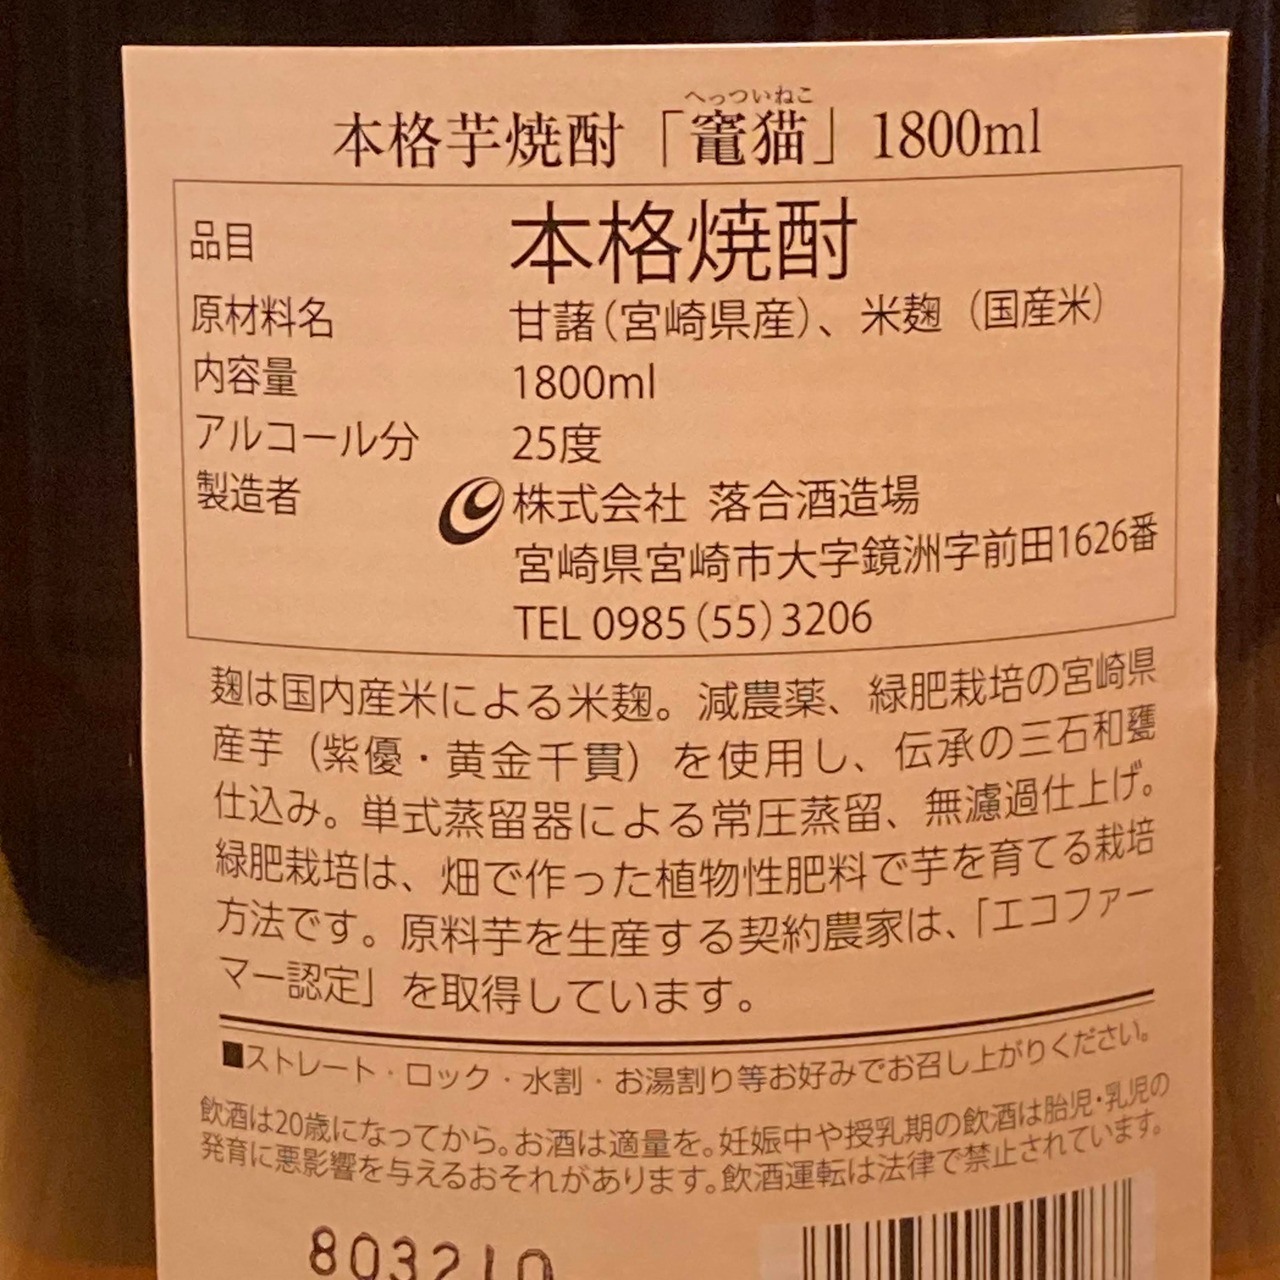 へっついねこ
本格芋焼酎「竈猫」1800ml
品目 本格焼酎
原材料名 甘藷（宮崎県産）、米麹（国産米）
内容量 1800ml
アルコール分 25度
製造者 株式会社 落合酒造場
宮崎県宮崎市大字鏡洲字前田1626番
TEL 0985（55）3206
麹は国内産米による米麹。減農薬、緑肥栽培の宮崎県
産芋（紫優・黄金千貫）を使用し、伝承の三石和甕
仕込み。単式蒸留器による常圧蒸留、無濾過仕上げ。
緑肥栽培は、畑で作った植物性肥料で芋を育てる栽培
方法です。原料芋を生産する契約農家は、「エコファー
マー認定」を取得しています。
■ストレート・ロック・水割・お湯割り等お好みでお召し上がりください。
飲酒は20歳になってから。お酒は適量を。妊娠中や授乳期の飲酒は胎児・乳児の
発育に悪影響を与えるおそれがあります。飲酒運転は法律で禁止されています。
803210